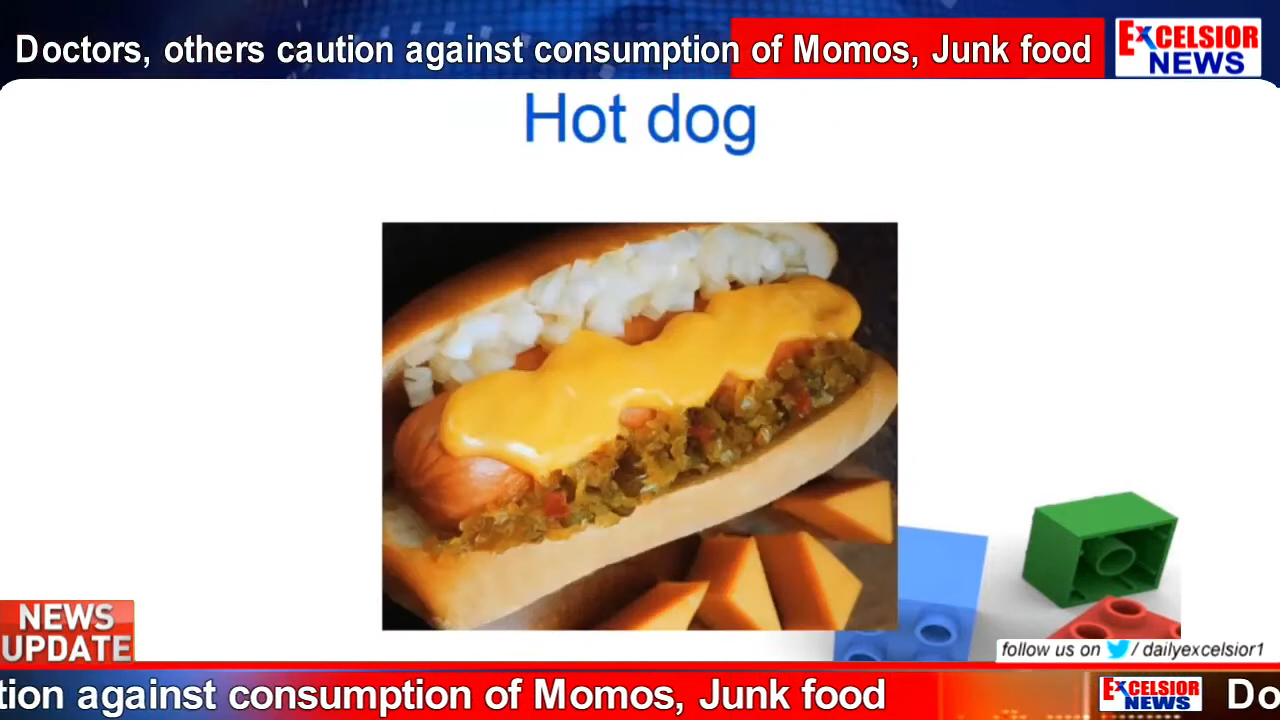 Doctors, others caution against consumption of Momos, Junk food
EXCELSIOR
NEWS
Hot dog
NEWS
UPDATE
follow us on / dailyexcelsior1
tion against consumption of Momos, Junk food
EXCELSIOR
NEWS
Do